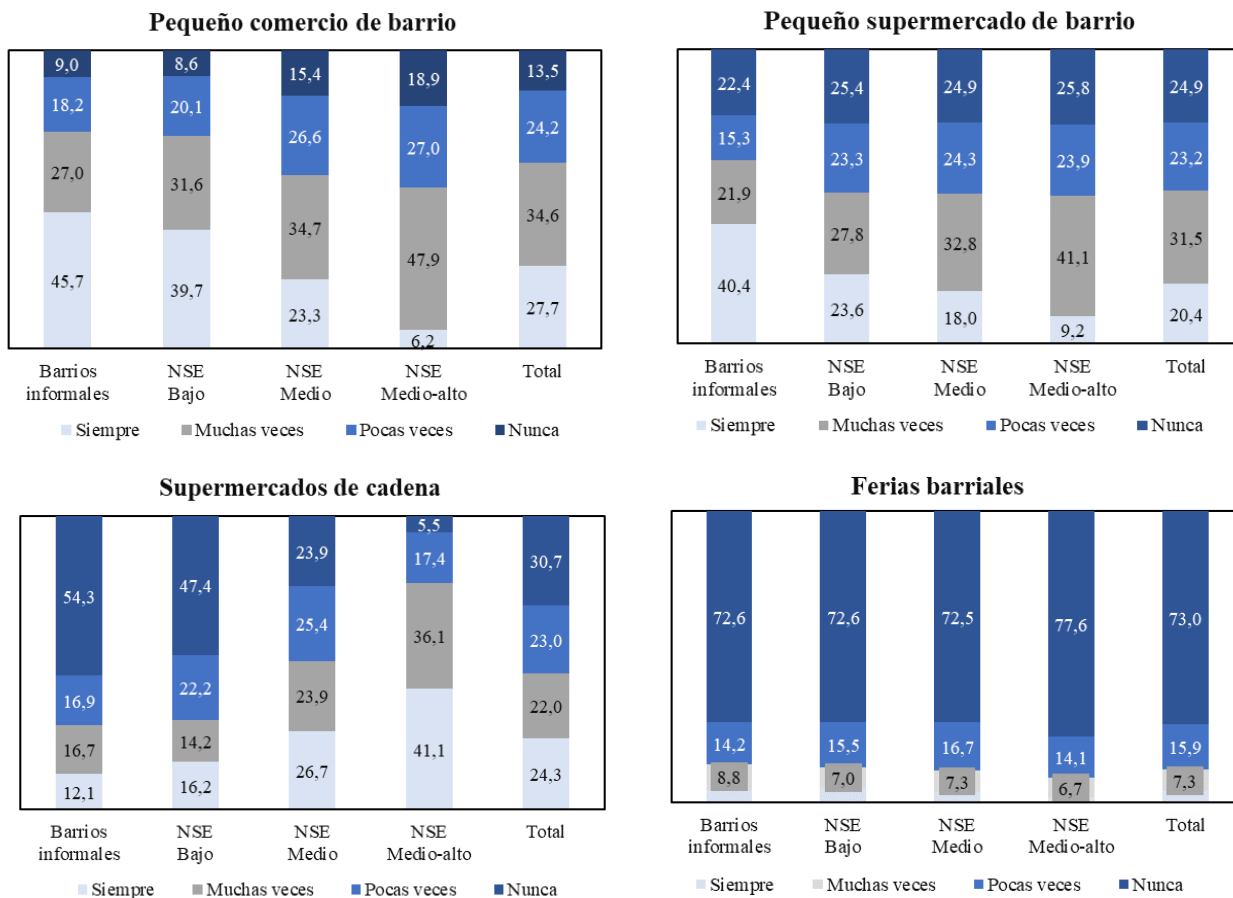 Pequeño comercio de barrio
9,0 8,6 15,4 18,9 13,5
18,2 20,1 26,6 27,0 24,2
27,0 31,6 34,7 47,9 34,6
45,7 39,7 23,3 6,2 27,7
Barrios informales NSE Bajo NSE Medio NSE Medio-alto Total
Siempre Muchas veces Pocas veces Nunca
Pequeño supermercado de barrio
22,4 25,4 24,9 25,8 24,9
15,3 23,3 24,3 23,9 23,2
21,9 27,8 32,8 41,1 31,5
40,4 23,6 18,0 9,2 20,4
Barrios informales NSE Bajo NSE Medio NSE Medio-alto Total
Siempre Muchas veces Pocas veces Nunca
Supermercados de cadena
54,3 47,4 23,9 5,5 30,7
16,9 22,2 25,4 17,4 23,0
16,7 14,2 23,9 36,1 22,0
12,1 16,2 26,7 41,1 24,3
Barrios informales NSE Bajo NSE Medio NSE Medio-alto Total
Siempre Muchas veces Pocas veces Nunca
Ferias barriales
72,6 72,6 72,5 77,6 73,0
14,2 15,5 16,7 14,1 15,9
8,8 7,0 7,3 6,7 7,3
Barrios informales NSE Bajo NSE Medio NSE Medio-alto Total
Siempre Muchas veces Pocas veces Nunca